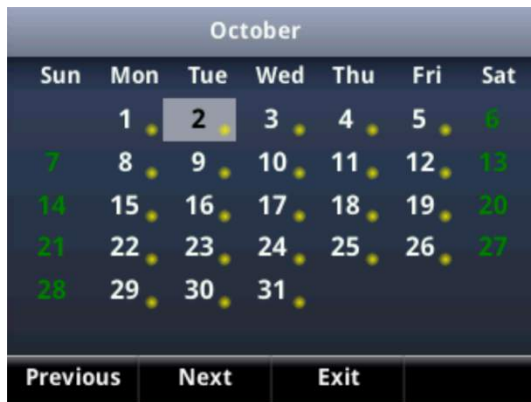 October
Sun Mon Tue Wed Thu Fri Sat
1 2 3 4 5 6
7 8 9 10 11 12 13
14 15 16 17 18 19 20
21 22 23 24 25 26 27
28 29 30 31
Previous Next Exit